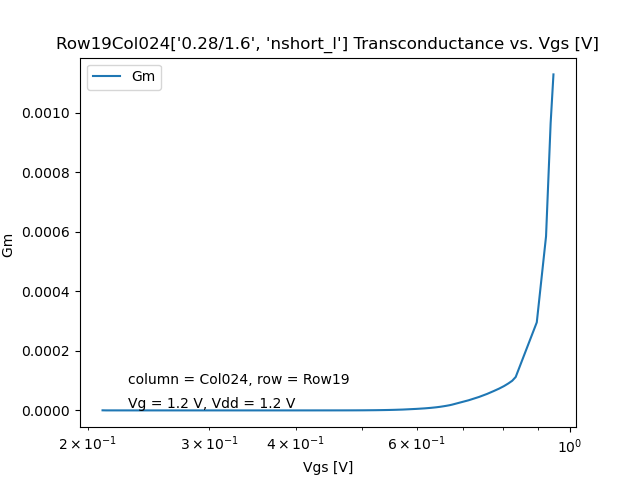 Row19Col024['0.28/1.6', 'nshort_l'] Transconductance vs. Vgs [V]
Gm
0.0010
0.0008
0.0006
0.0004
0.0002
0.0000
Gm
column = Col024, row = Row19
Vg = 1.2 V, Vdd = 1.2 V
2 × 10⁻¹ 3 × 10⁻¹ 4 × 10⁻¹ 6 × 10⁻¹ 10⁰
Vgs [V]